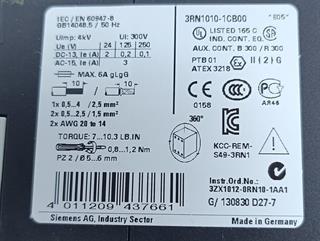 IEC / EN 60947-8
GB14048.5 / 50 Hz
Uimp: 4kV UI: 300V
Ue (V) 24 125 250
DC-13, Ie (A) 2 0,2 0,1
AC-15, Ie (A) 3
MAX. 6A gLgG
1x 0,5...4 / 2,5 mm²
2x 0,5...2,5 / 1,5 mm²
2x AWG 20 to 14
TORQUE: 7...10,3 LB.IN
0,8...1,2 Nm
PZ 2 / Ø 5...6 mm
4 011209 437661
Siemens AG, Industry Sector
3RN1010-1CB00
*E05*
LISTED 165 C
IND. CONT. EQ.
AUX. CONT. B 300 / R 300
PTB 01
ATEX 3218
II (2) G
0158
АЯ46
KCC-REM-
S49-3RN1
Instr.Ord.No.:
3ZX1012-0RN10-1AA1
G/ 130830 D27-7
Made in Germany